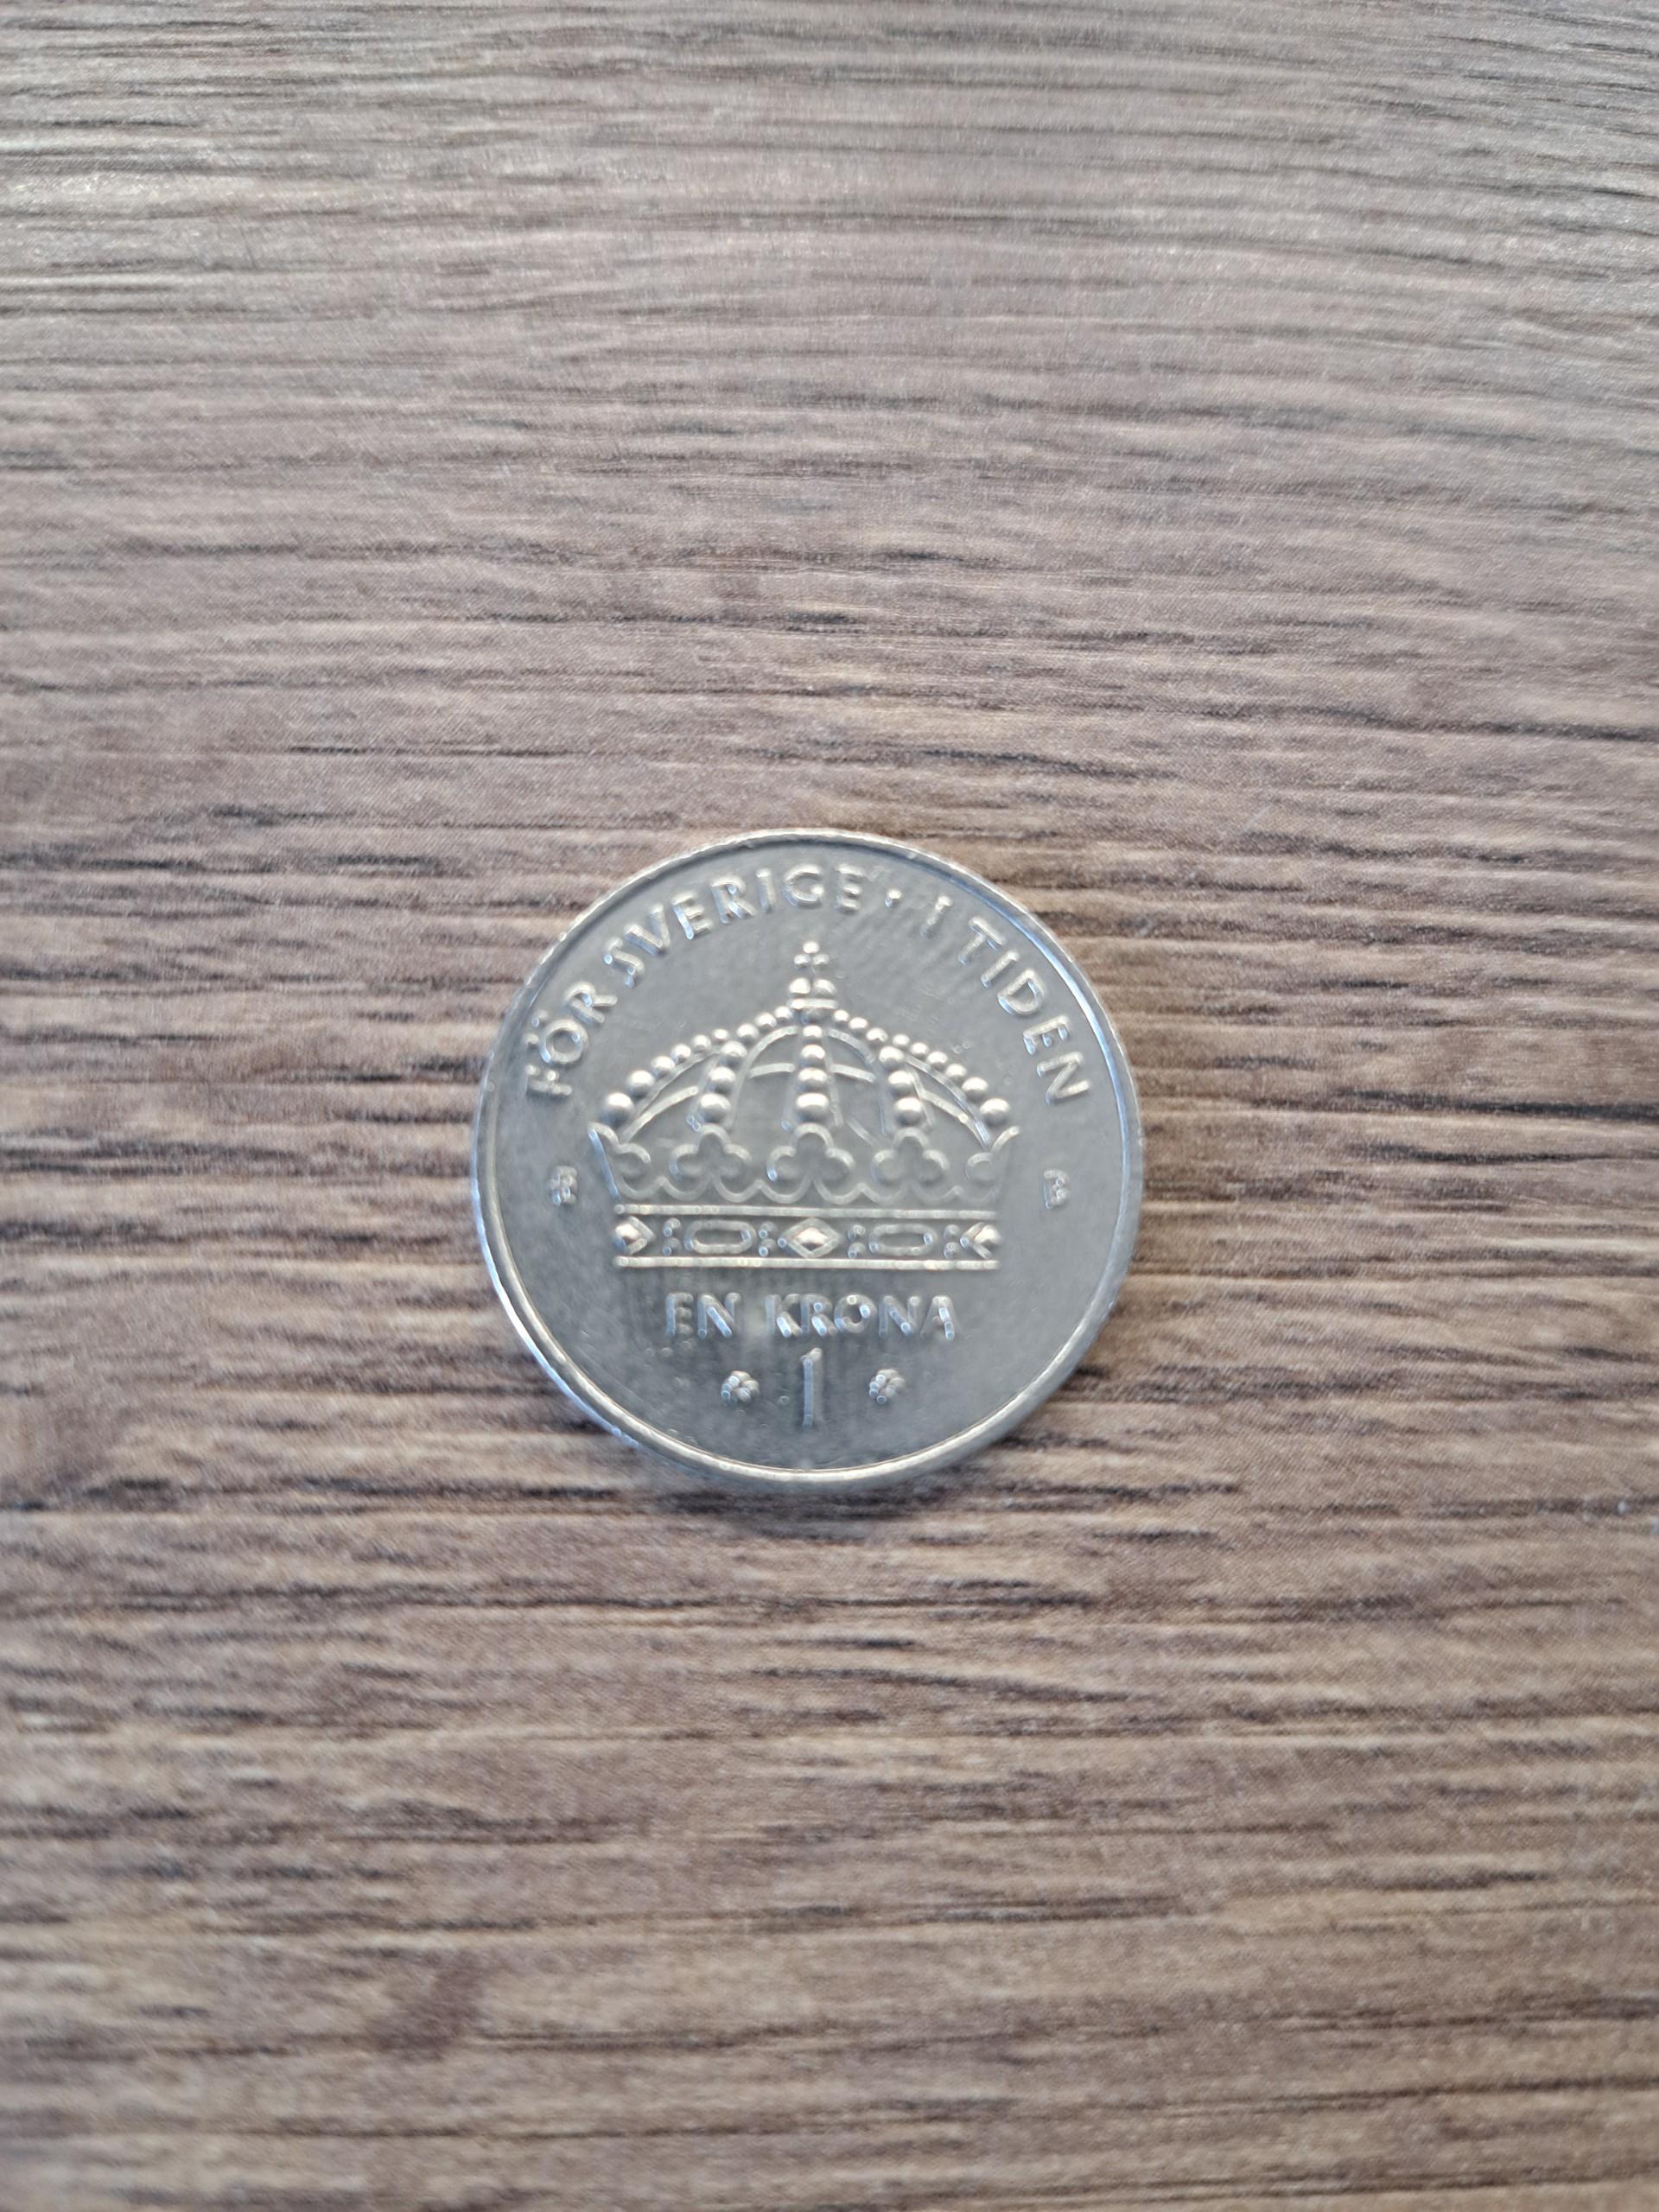 FÖR SVERIGE · I TIDEN
EN KRONA
1